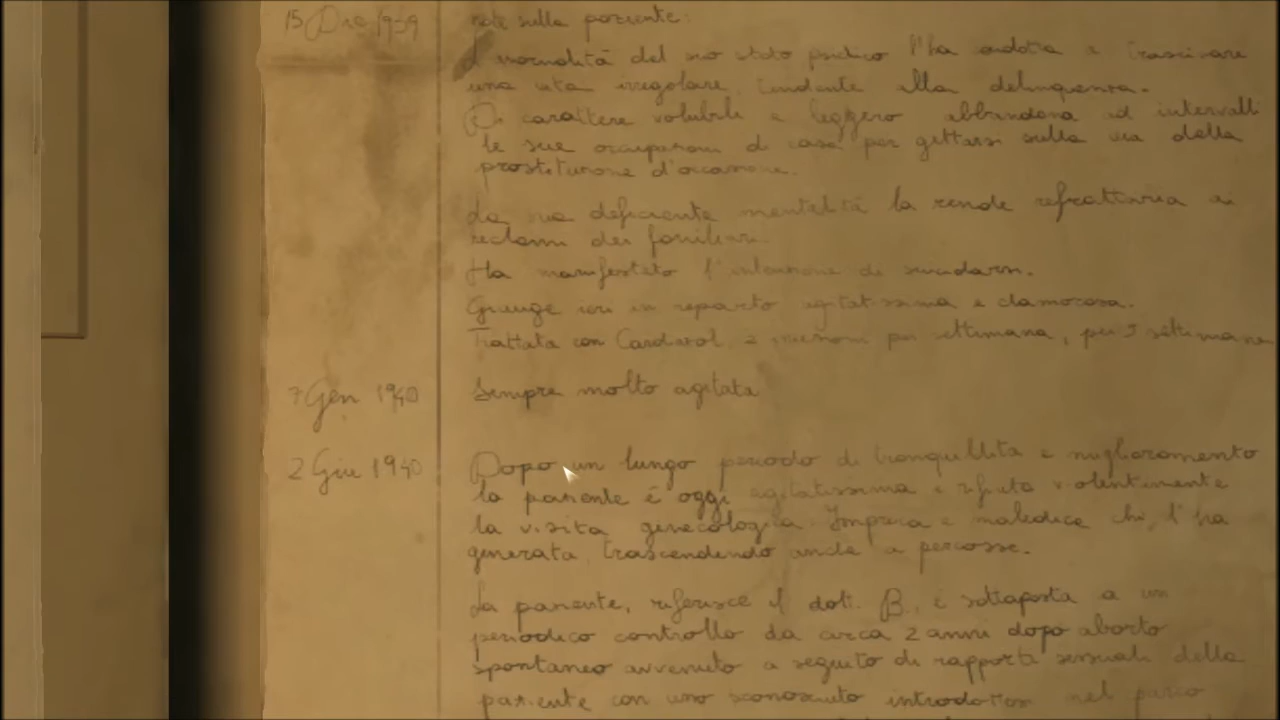 15 Dic 1939 note sulla paziente:
L'anormalità del suo stato psichico l'ha indotta a trascinare
una vita irregolare, tendente alla delinquenza.
Di carattere volubile e leggero abbandona ad intervalli
le sue occupazioni di casa per gettarsi sulla via della
prostituzione d'occasione.
La sua deficiente mentalità la rende refrattaria ai
reclami dei familiari.
Ha manifestato l'intenzione di suicidarsi.
Giunge ieri in reparto agitatissima e clamorosa.
Trattata con Cardiazol 2 iniezioni per settimana, per 5 settimane
7 Gen 1940 Sempre molto agitata
2 Giu 1940 Dopo un lungo periodo di tranquillità e miglioramento
la paziente è oggi agitatissima e rifiuta violentemente
la visita ginecologica. Impreca e maledice chi l'ha
generata, trascendendo anche a percosse.
La paziente, riferisce il dott. B., è sottoposta a un
periodico controllo da circa 2 anni dopo aborto
spontaneo avvenuto a seguito di rapporti sessuali della
paziente con uno sconosciuto introdottosi nel parco